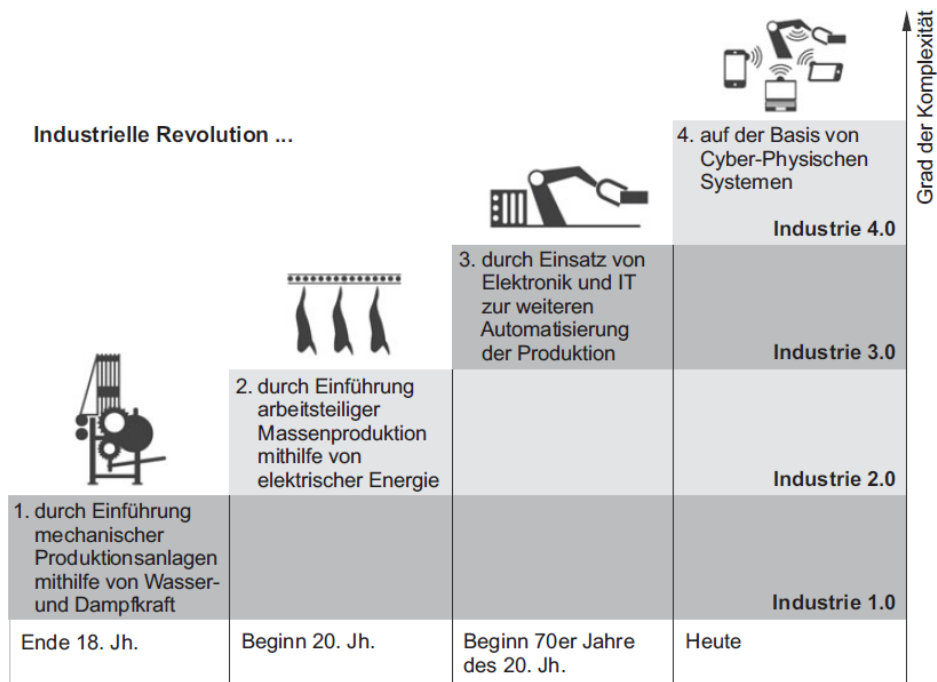 Industrielle Revolution ...
Grad der Komplexität
4. auf der Basis von
Cyber-Physischen
Systemen
Industrie 4.0
3. durch Einsatz von
Elektronik und IT
zur weiteren
Automatisierung
der Produktion
Industrie 3.0
2. durch Einführung
arbeitsteiliger
Massenproduktion
mithilfe von
elektrischer Energie
Industrie 2.0
1. durch Einführung
mechanischer
Produktionsanlagen
mithilfe von Wasser-
und Dampfkraft
Industrie 1.0
Ende 18. Jh.
Beginn 20. Jh.
Beginn 70er Jahre
des 20. Jh.
Heute